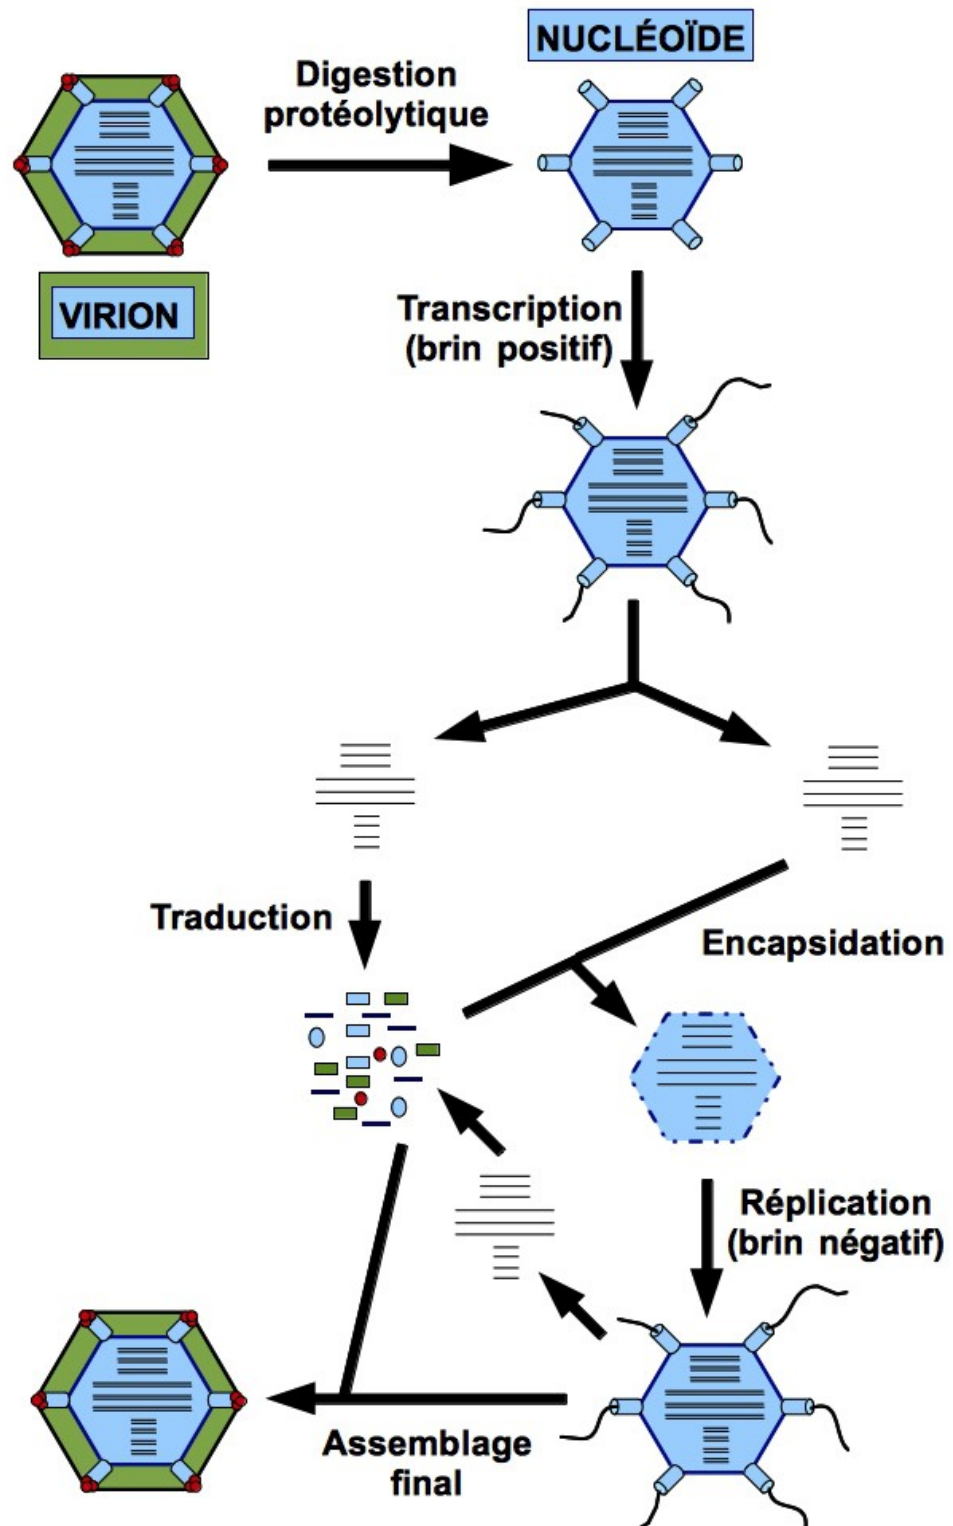 NUCLÉOÏDE
Digestion
protéolytique
VIRION
Transcription
(brin positif)
Traduction
Encapsidation
Réplication
(brin négatif)
Assemblage
final